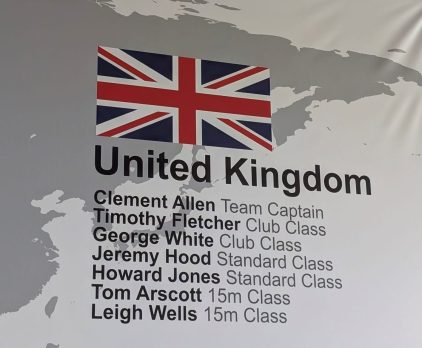 United Kingdom
Clement Allen Team Captain
Timothy Fletcher Club Class
George White Club Class
Jeremy Hood Standard Class
Howard Jones Standard Class
Tom Arscott 15m Class
Leigh Wells 15m Class